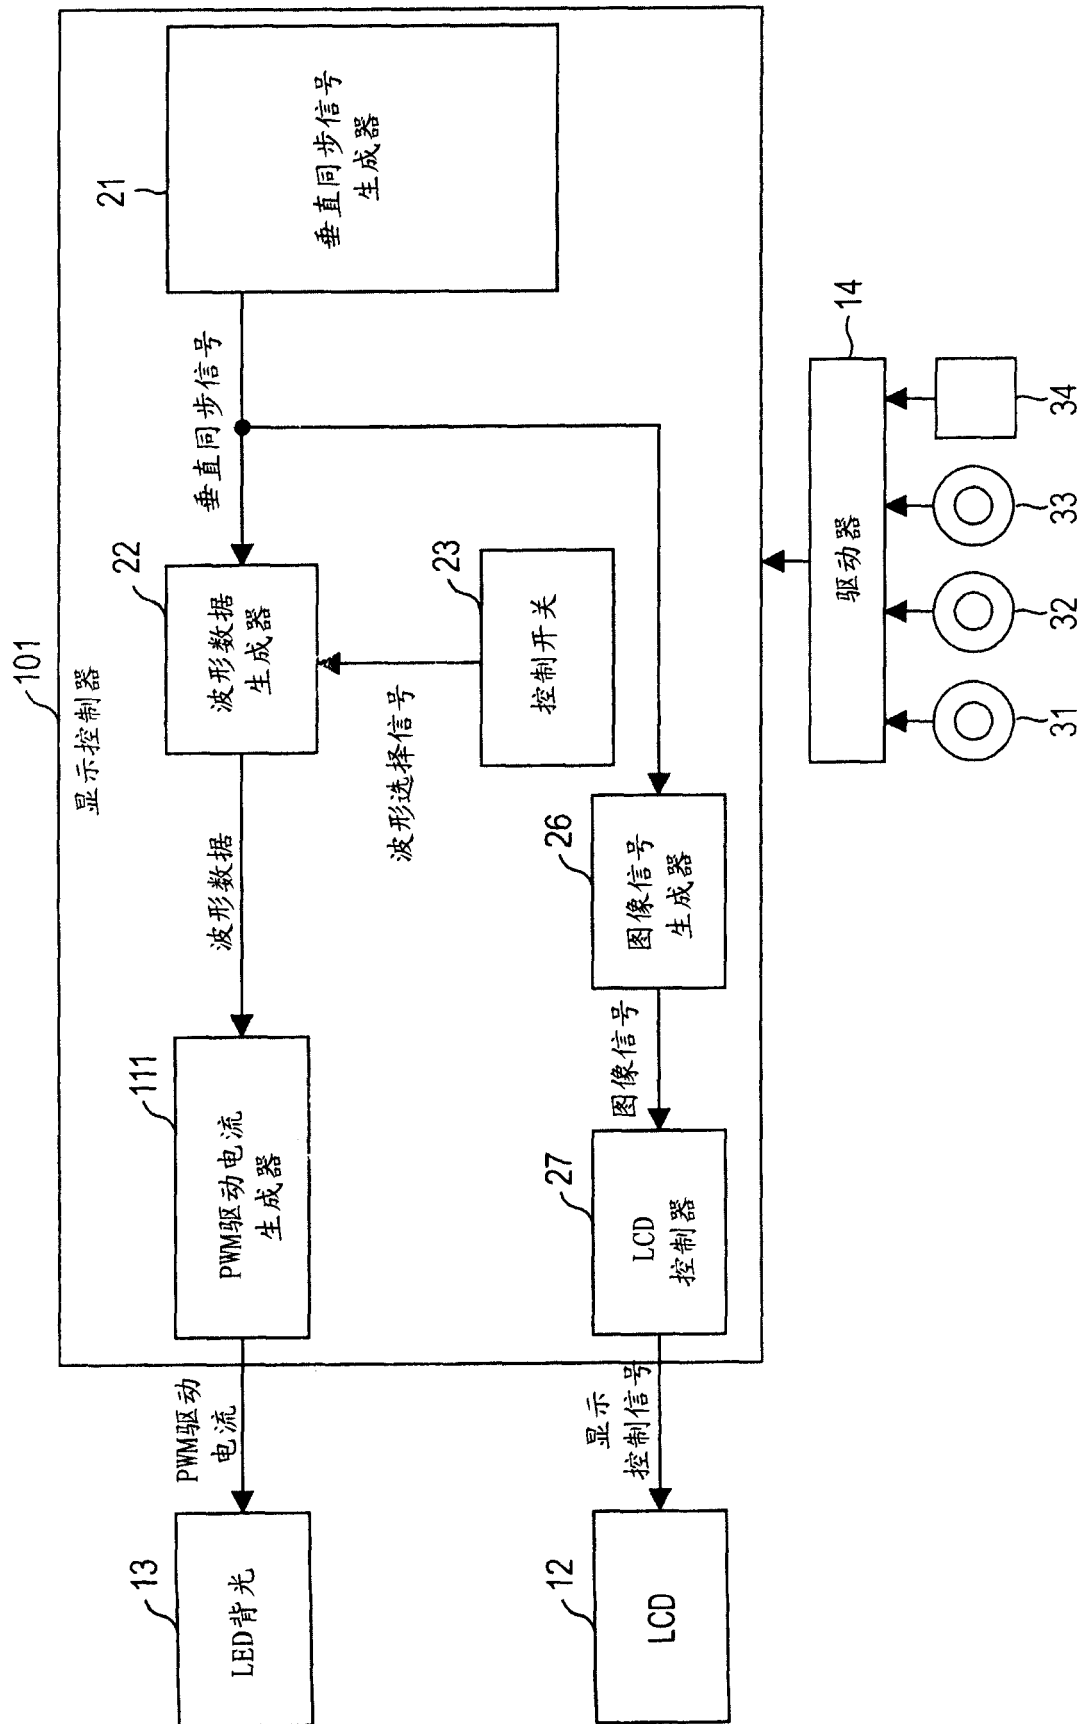 101
显示控制器
13
LED背光
PWM驱动
电流
111
PWM驱动电流
生成器
波形数据
22
波形数据
生成器
垂直同步信号
21
垂直同步信号
生成器
波形选择信号
23
控制开关
12
LCD
显示
控制信号
27
LCD
控制器
图像信号
26
图像信号
生成器
14
驱动器
31
32
33
34